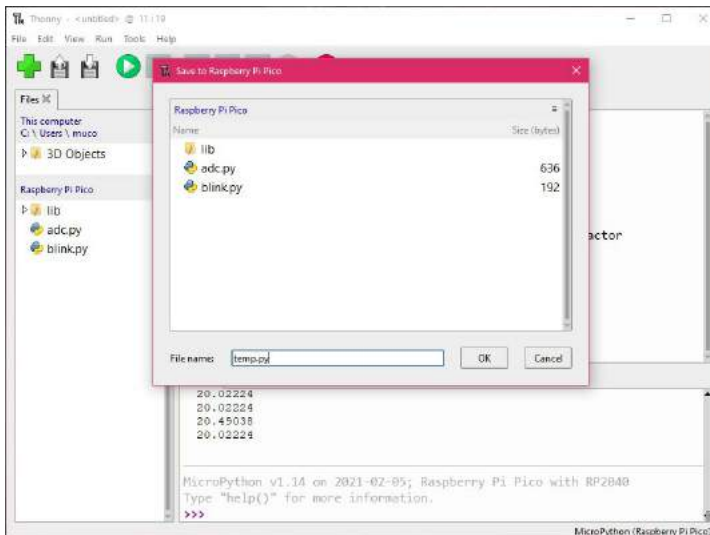 Thonny - <untitled> @ 11:19
File Edit View Run Tools Help
Save to Raspberry Pi Pico
Files
This computer
C:\ Users \ muco
3D Objects
Raspberry Pi Pico
lib
adc.py
blink.py
Raspberry Pi Pico
Name Size (bytes)
lib
adc.py 636
blink.py 192
File name: temp.py
OK Cancel
actor
20.02224
20.02224
20.45038
20.02224
MicroPython v1.14 on 2021-02-05; Raspberry Pi Pico with RP2040
Type "help()" for more information.
>>>
MicroPython (Raspberry Pi Pico)